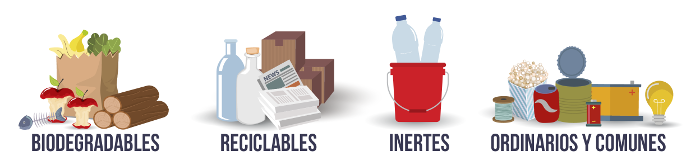 NEWS
BIODEGRADABLES
RECICLABLES
INERTES
ORDINARIOS Y COMUNES